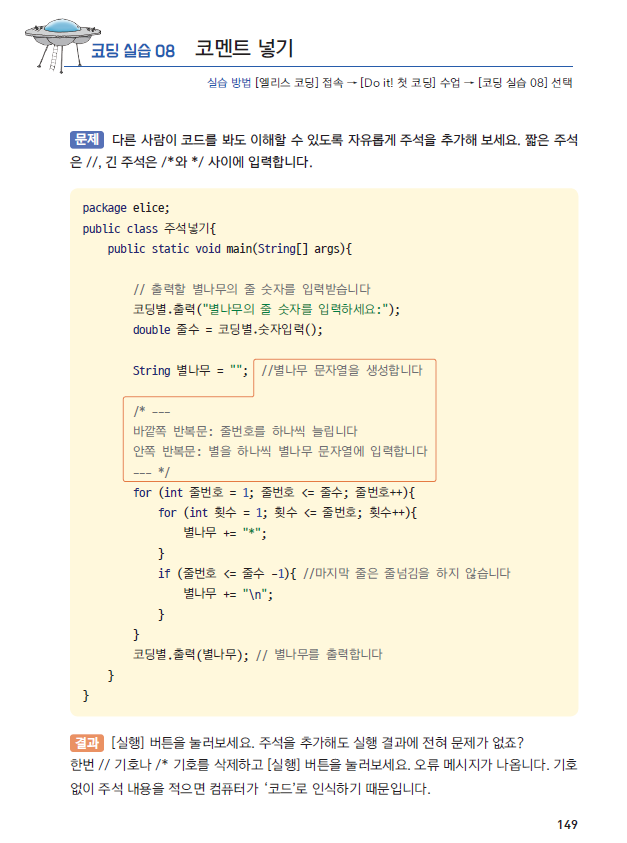 코딩 실습 08 코멘트 넣기
실습 방법 [엘리스 코딩] 접속 → [Do it! 첫 코딩] 수업 → [코딩 실습 08] 선택
문제 다른 사람이 코드를 봐도 이해할 수 있도록 자유롭게 주석을 추가해 보세요. 짧은 주석
은 //, 긴 주석은 /*와 */ 사이에 입력합니다.
package elice;
public class 주석넣기{
public static void main(String[] args){
// 출력할 별나무의 줄 숫자를 입력받습니다
코딩별.출력("별나무의 줄 숫자를 입력하세요:");
double 줄수 = 코딩별.숫자입력();
String 별나무 = ""; //별나무 문자열을 생성합니다
/* ---
바깥쪽 반복문: 줄번호를 하나씩 늘립니다
안쪽 반복문: 별을 하나씩 별나무 문자열에 입력합니다
--- */
for (int 줄번호 = 1; 줄번호 <= 줄수; 줄번호++){
for (int 횟수 = 1; 횟수 <= 줄번호; 횟수++){
별나무 += "*";
}
if (줄번호 <= 줄수 -1){ //마지막 줄은 줄넘김을 하지 않습니다
별나무 += "\n";
}
}
코딩별.출력(별나무); // 별나무를 출력합니다
}
}
결과 [실행] 버튼을 눌러보세요. 주석을 추가해도 실행 결과에 전혀 문제가 없죠?
한번 // 기호나 /* 기호를 삭제하고 [실행] 버튼을 눌러보세요. 오류 메시지가 나옵니다. 기호
없이 주석 내용을 적으면 컴퓨터가 '코드'로 인식하기 때문입니다.
149